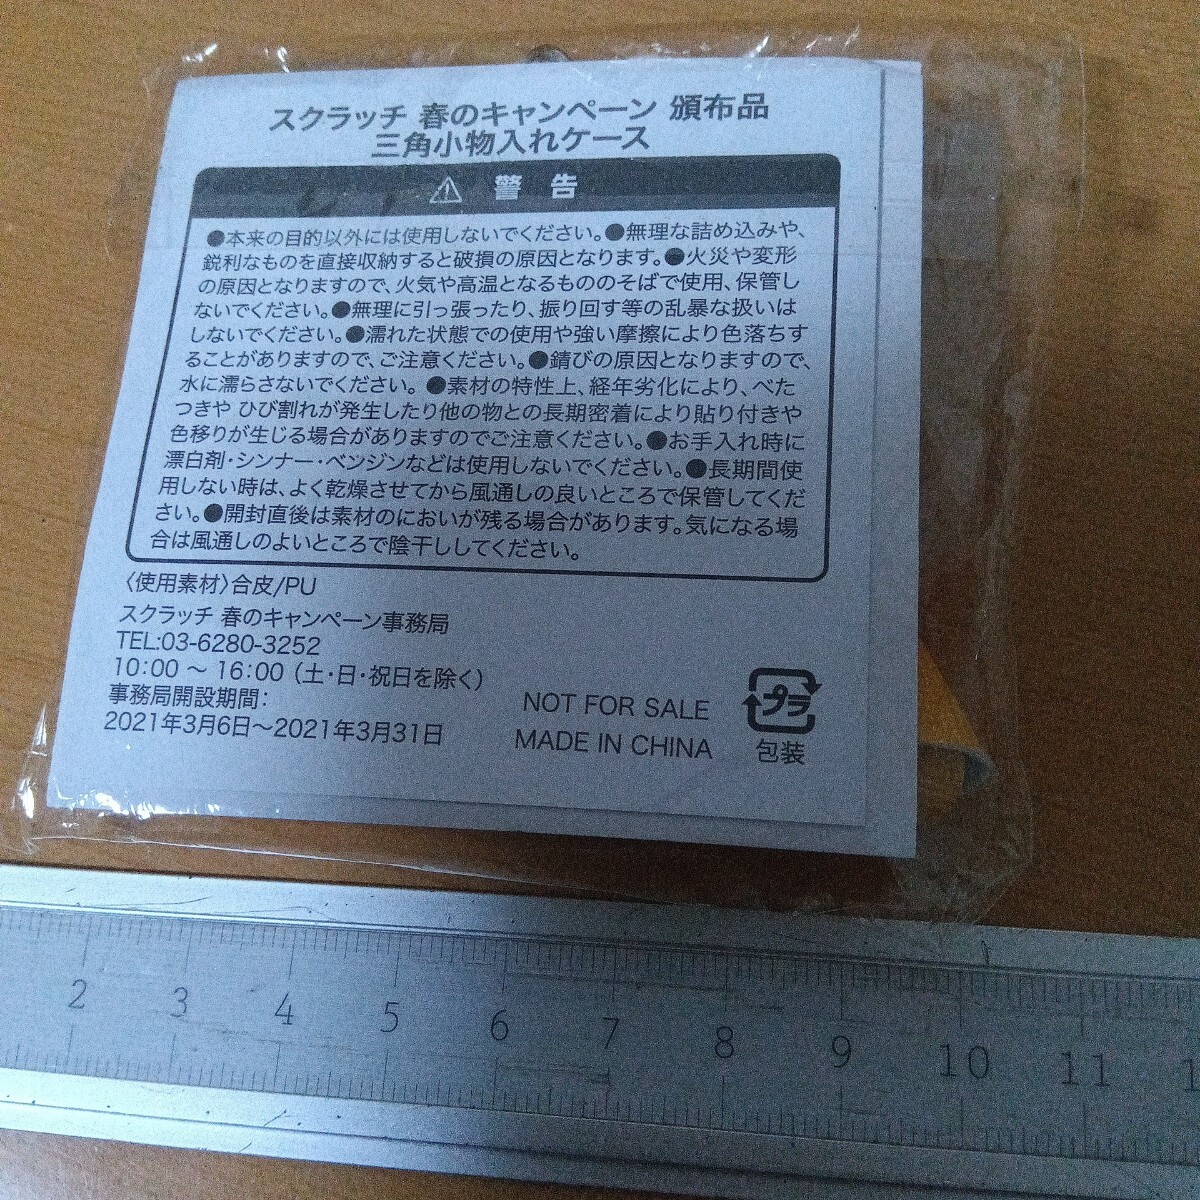 スクラッチ 春のキャンペーン 頒布品
三角小物入れケース
警 告
●本来の目的以外には使用しないでください。●無理な詰め込みや、
鋭利なものを直接収納すると破損の原因となります。●火災や変形
の原因となりますので、火気や高温となるもののそばで使用、保管し
ないでください。●無理に引っ張ったり、振り回す等の乱暴な扱いは
しないでください。●濡れた状態での使用や強い摩擦により色落ちす
ることがありますので、ご注意ください。●錆びの原因となりますので、
水に濡らさないでください。●素材の特性上、経年劣化により、べた
つきや ひび割れが発生したり他の物との長期密着により貼り付きや
色移りが生じる場合がありますのでご注意ください。●お手入れ時に
漂白剤・シンナー・ベンジンなどは使用しないでください。●長期間使
用しない時は、よく乾燥させてから風通しの良いところで保管してくだ
さい。●開封直後は素材のにおいが残る場合があります。気になる場
合は風通しのよいところで陰干ししてください。
〈使用素材〉合皮/PU
スクラッチ 春のキャンペーン事務局
TEL:03-6280-3252
10:00 〜 16:00 (土・日・祝日を除く)
事務局開設期間:
2021年3月6日〜2021年3月31日
NOT FOR SALE
MADE IN CHINA
プラ
包装
2 3 4 5 6 7 8 9 10 11 1